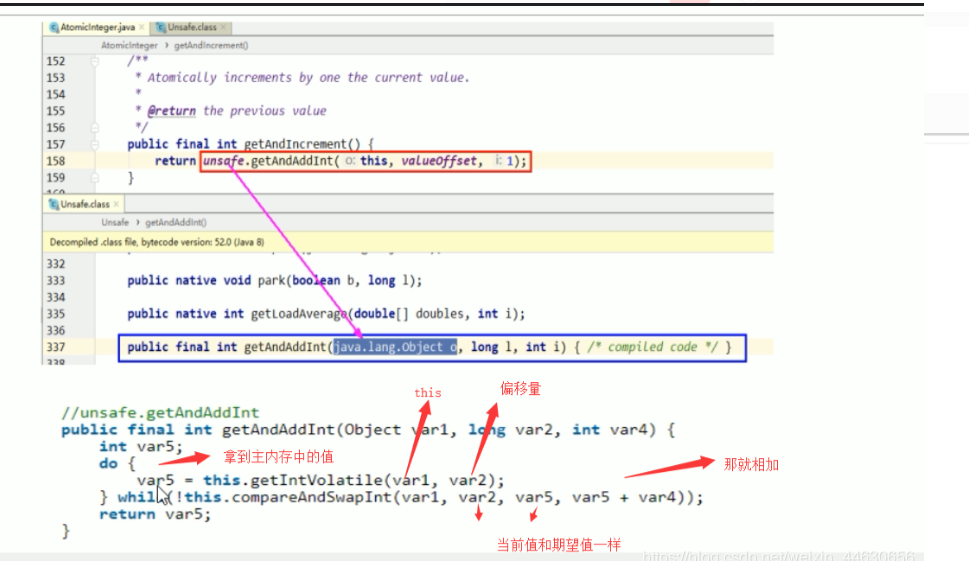 AtomicInteger.java × Unsafe.class ×
AtomicInteger › getAndIncrement()
152 /**
153 * Atomically increments by one the current value.
154 *
155 * @return the previous value
156 */
157 public final int getAndIncrement() {
158 return unsafe.getAndAddInt( o: this, valueOffset, i: 1);
159 }
Unsafe.class ×
Unsafe › getAndAddInt()
Decompiled .class file, bytecode version: 52.0 (Java 8)
332
333 public native void park(boolean b, long l);
334
335 public native int getLoadAverage(double[] doubles, int i);
336
337 public final int getAndAddInt(java.lang.Object o, long l, int i) { /* compiled code */ }
338
this
偏移量
//unsafe.getAndAddInt
public final int getAndAddInt(Object var1, long var2, int var4) {
int var5;
do {
拿到主内存中的值
那就相加
var5 = this.getIntVolatile(var1, var2);
} while(!this.compareAndSwapInt(var1, var2, var5, var5 + var4));
return var5;
}
当前值和期望值一样
https://blog.csdn.net/weixin_44630656